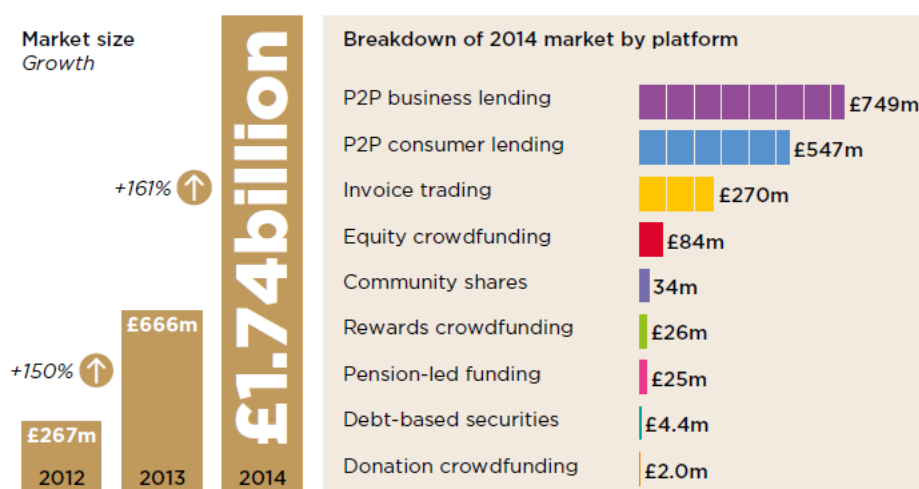 Market size
Growth
£1.74billion
+161%
£666m
+150%
£267m
2012
2013
2014
Breakdown of 2014 market by platform
P2P business lending £749m
P2P consumer lending £547m
Invoice trading £270m
Equity crowdfunding £84m
Community shares 34m
Rewards crowdfunding £26m
Pension-led funding £25m
Debt-based securities £4.4m
Donation crowdfunding £2.0m